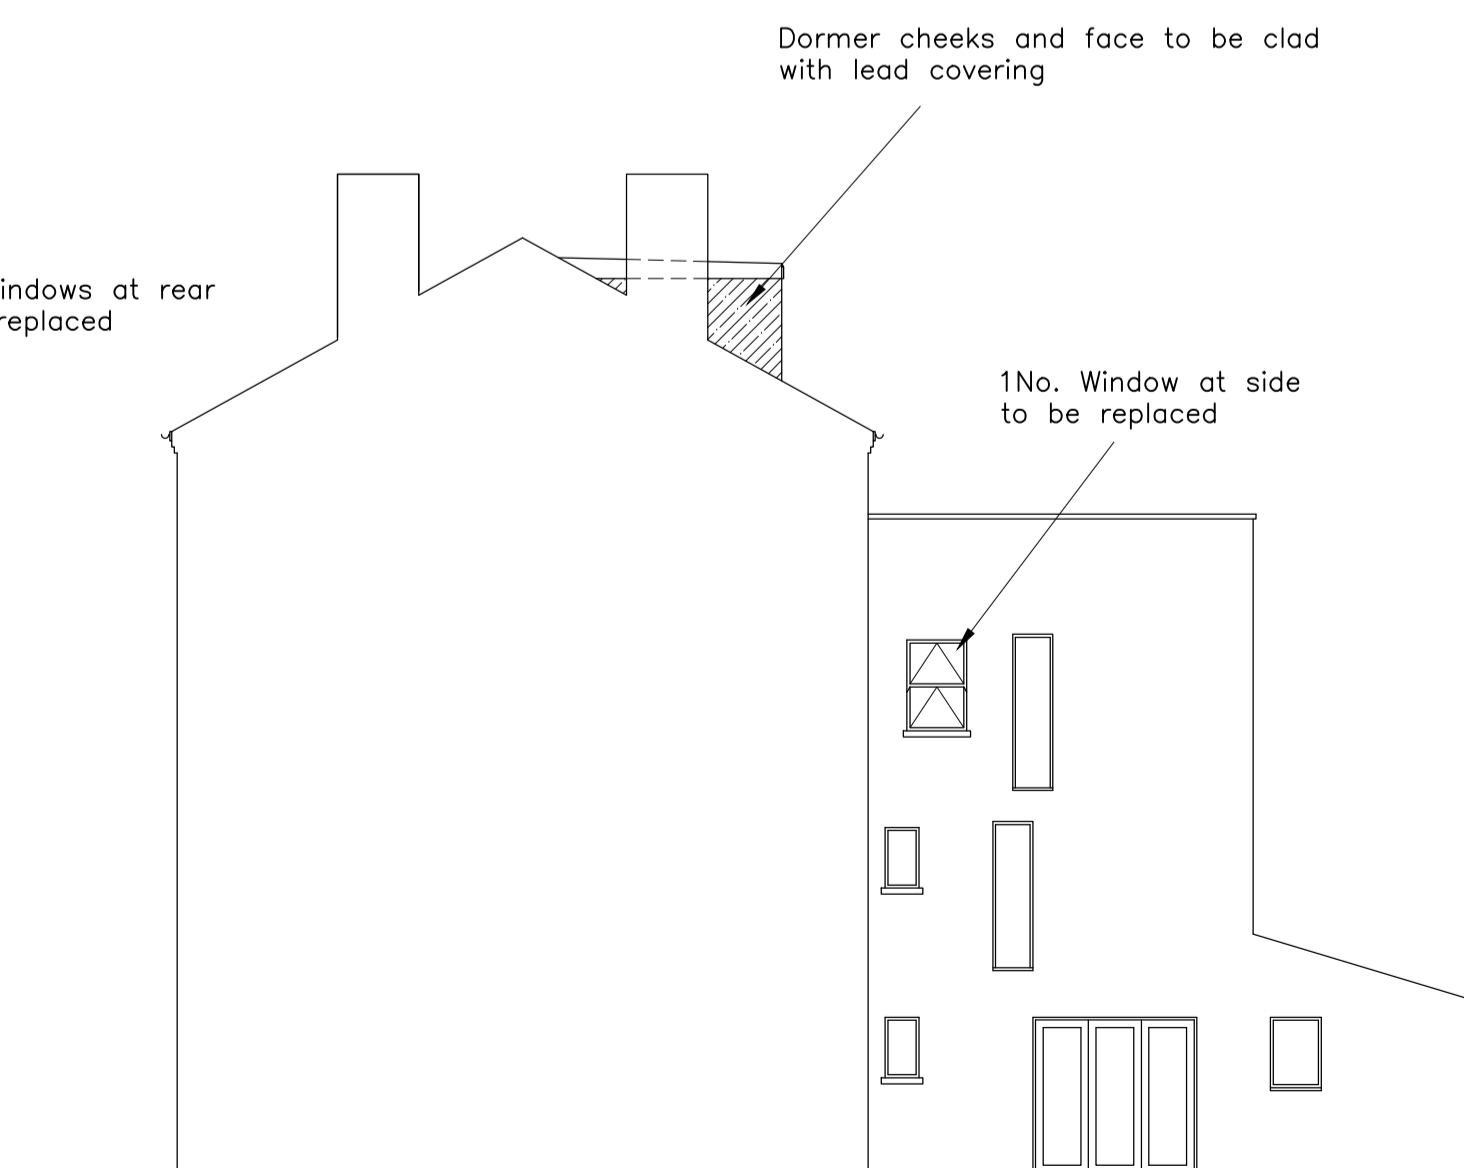 Dormer cheeks and face to be clad
with lead covering
indows at rear
replaced
1No. Window at side
to be replaced